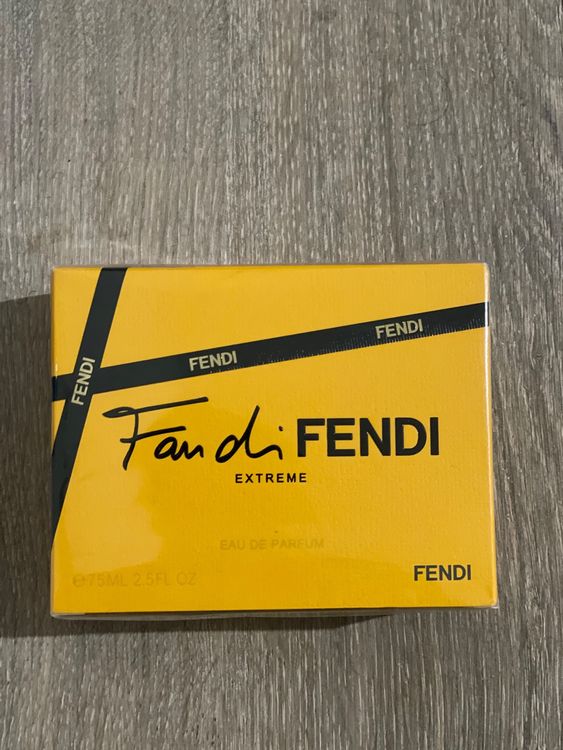 FENDI
FENDI
FENDI
Fan di FENDI
EXTREME
EAU DE PARFUM
℮75ML 2.5FL OZ
FENDI